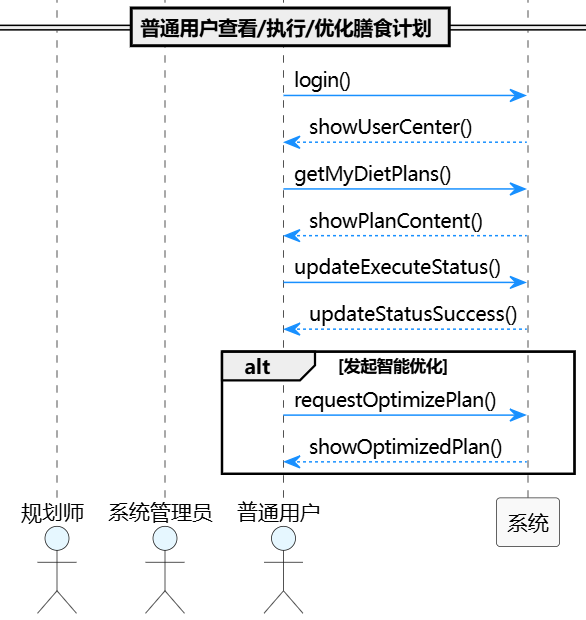 普通用户查看/执行/优化膳食计划
login()
showUserCenter()
getMyDietPlans()
showPlanContent()
updateExecuteStatus()
updateStatusSuccess()
alt [发起智能优化]
requestOptimizePlan()
showOptimizedPlan()
规划师 系统管理员 普通用户 系统